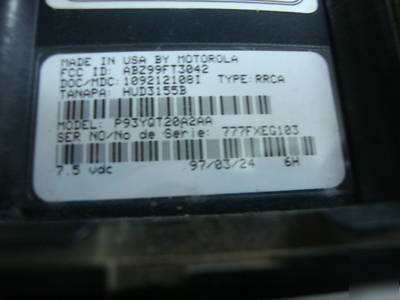 MADE IN USA BY MOTOROLA
FCC ID: ABZ99FT3042
DOC/MDC: 109212108I TYPE: RRCA
TANAPA: HUD3155B
MODEL: P93YQT20A2AA
SER NO/No de Serie: 777FXEG103
7.5 vdc 97/03/24 6H